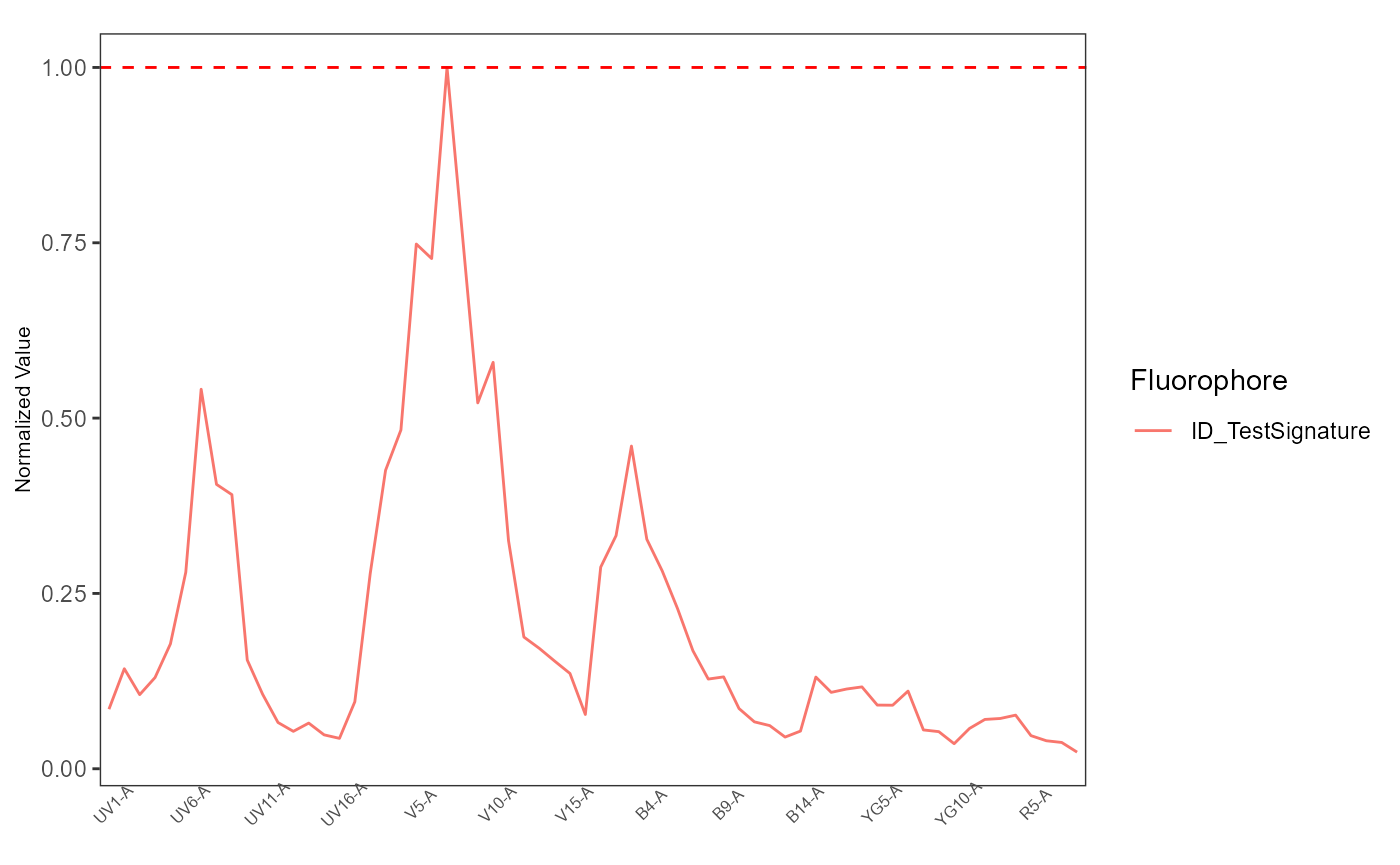 1.00
0.75
0.50
0.25
0.00
Normalized Value
UV1-A
UV6-A
UV11-A
UV16-A
V5-A
V10-A
V15-A
B4-A
B9-A
B14-A
YG5-A
YG10-A
R5-A
Fluorophore
ID_TestSignature